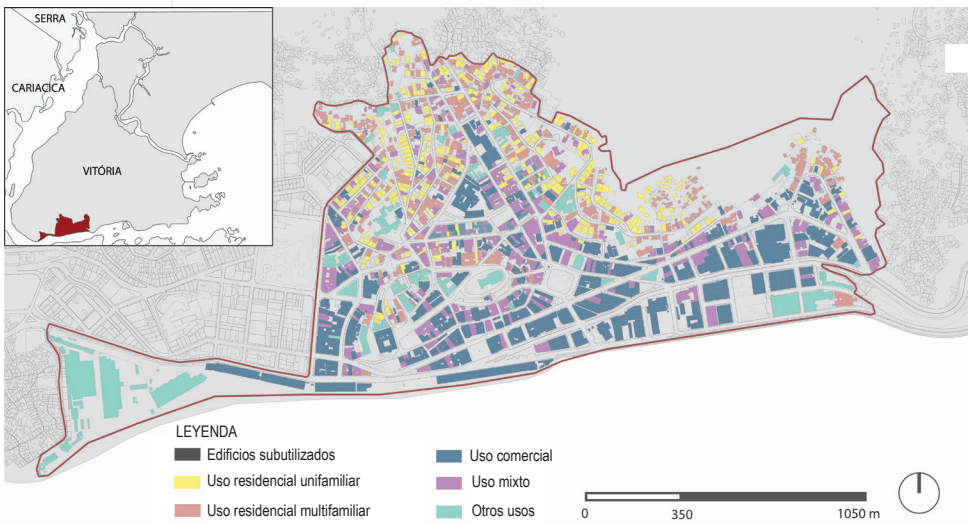 SERRA
CARIACICA
VITÓRIA
LEYENDA
Edificios subutilizados
Uso residencial unifamiliar
Uso residencial multifamiliar
Uso comercial
Uso mixto
Otros usos
0 350 1050 m